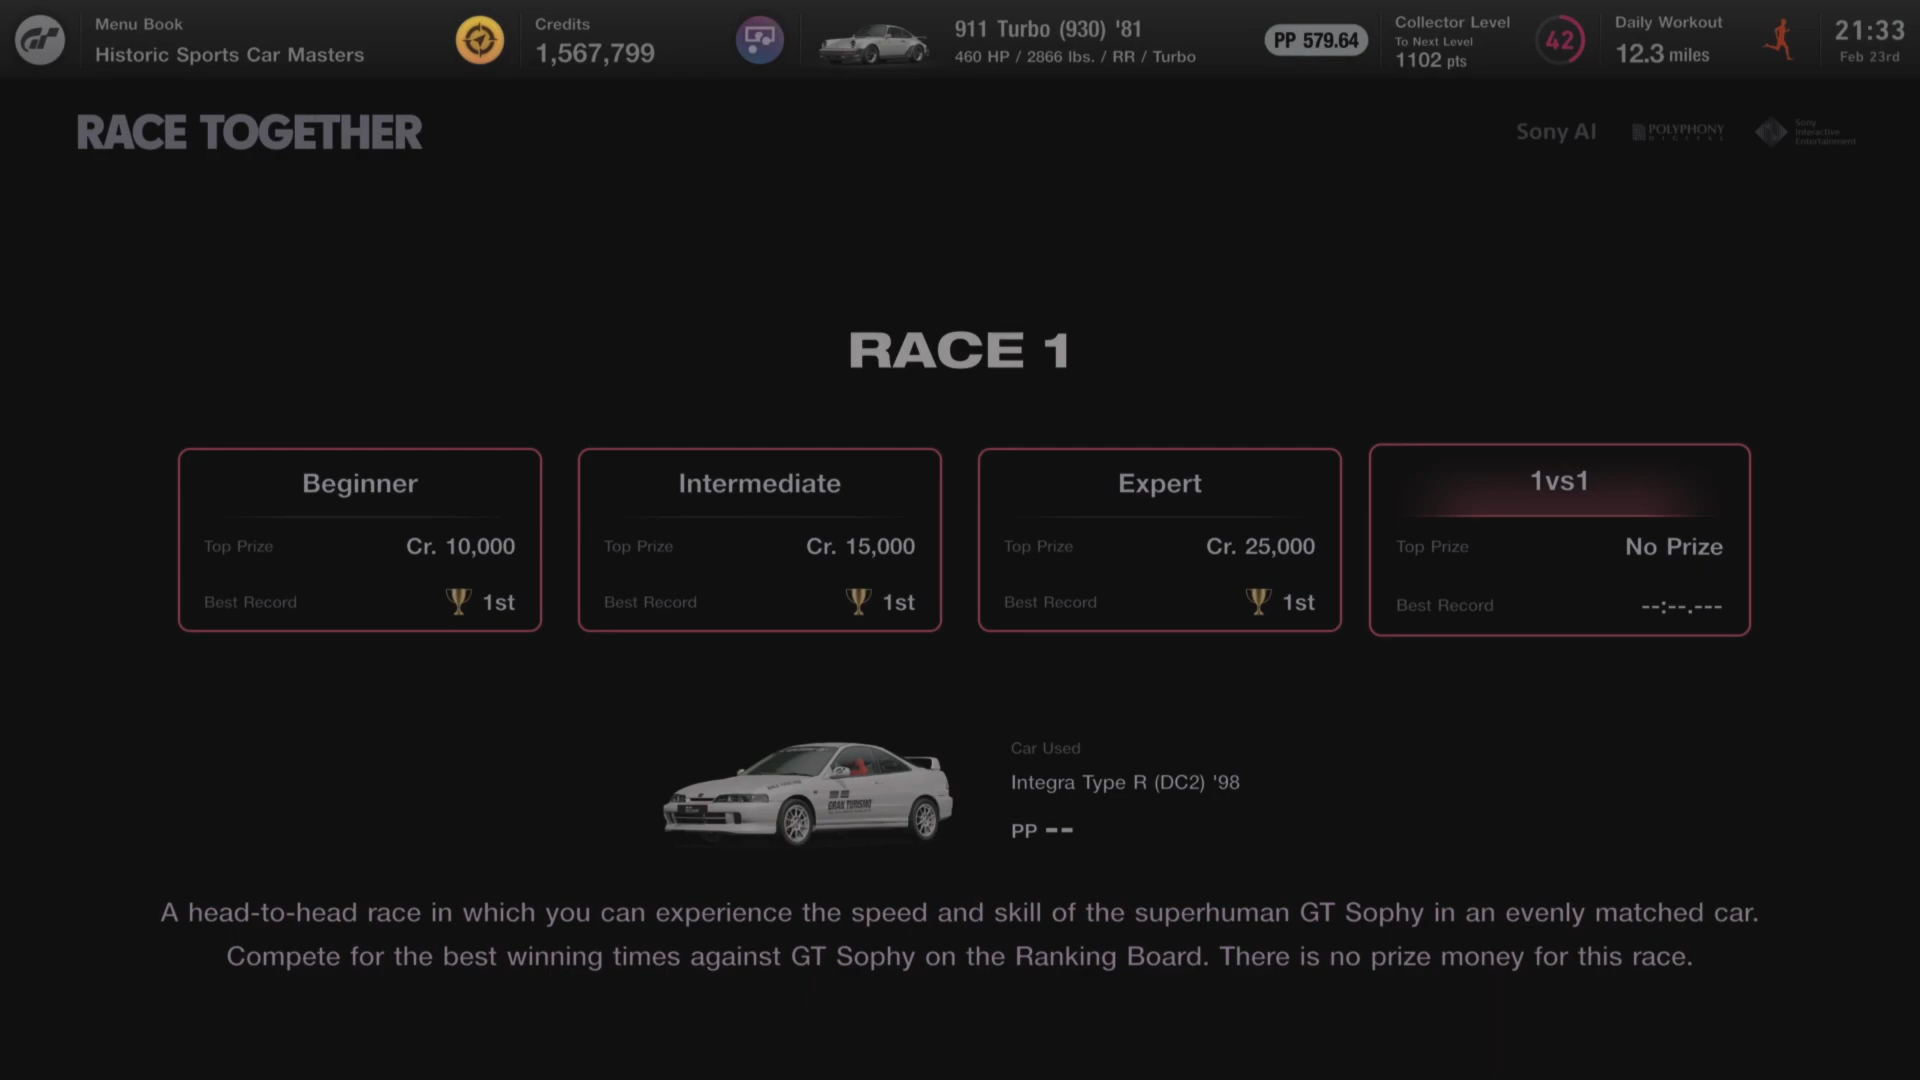 Menu Book
Historic Sports Car Masters
Credits
1,567,799
911 Turbo (930) '81
460 HP / 2866 lbs. / RR / Turbo
PP 579.64
Collector Level
To Next Level
1102 pts
42
Daily Workout
12.3 miles
21:33
Feb 23rd
RACE TOGETHER
Sony AI
POLYPHONY
DIGITAL
Sony
Interactive
Entertainment
RACE 1
Beginner
Top Prize Cr. 10,000
Best Record 1st
Intermediate
Top Prize Cr. 15,000
Best Record 1st
Expert
Top Prize Cr. 25,000
Best Record 1st
1vs1
Top Prize No Prize
Best Record --:--.---
GRAN TURISMO
Car Used
Integra Type R (DC2) '98
PP --
A head-to-head race in which you can experience the speed and skill of the superhuman GT Sophy in an evenly matched car.
Compete for the best winning times against GT Sophy on the Ranking Board. There is no prize money for this race.